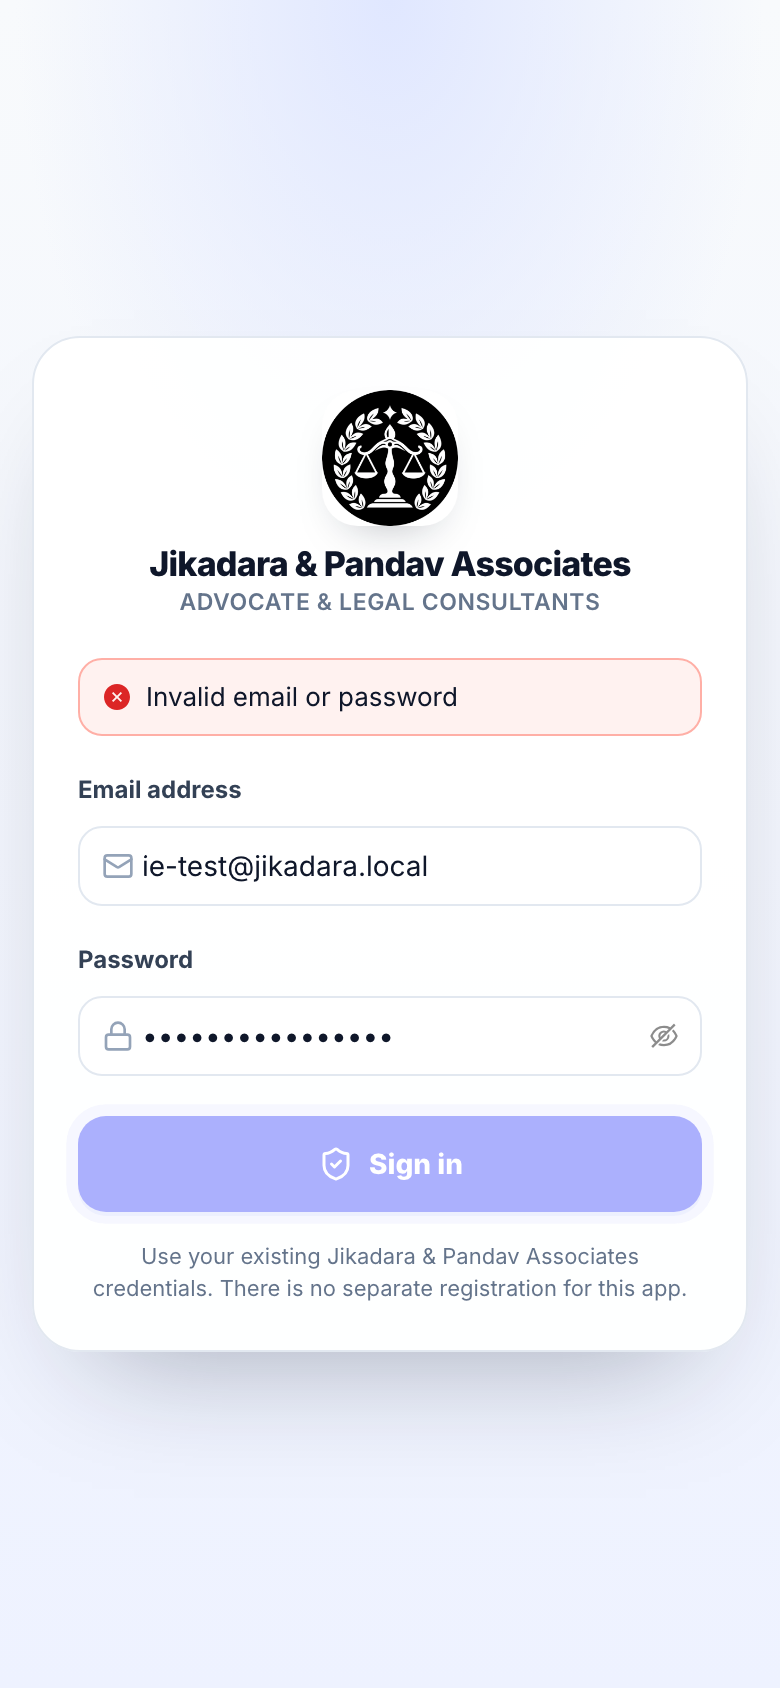 Jikadara & Pandav Associates
ADVOCATE & LEGAL CONSULTANTS
Invalid email or password
Email address
ie-test@jikadara.local
Password
••••••••••••••••
Sign in
Use your existing Jikadara & Pandav Associates
credentials. There is no separate registration for this app.